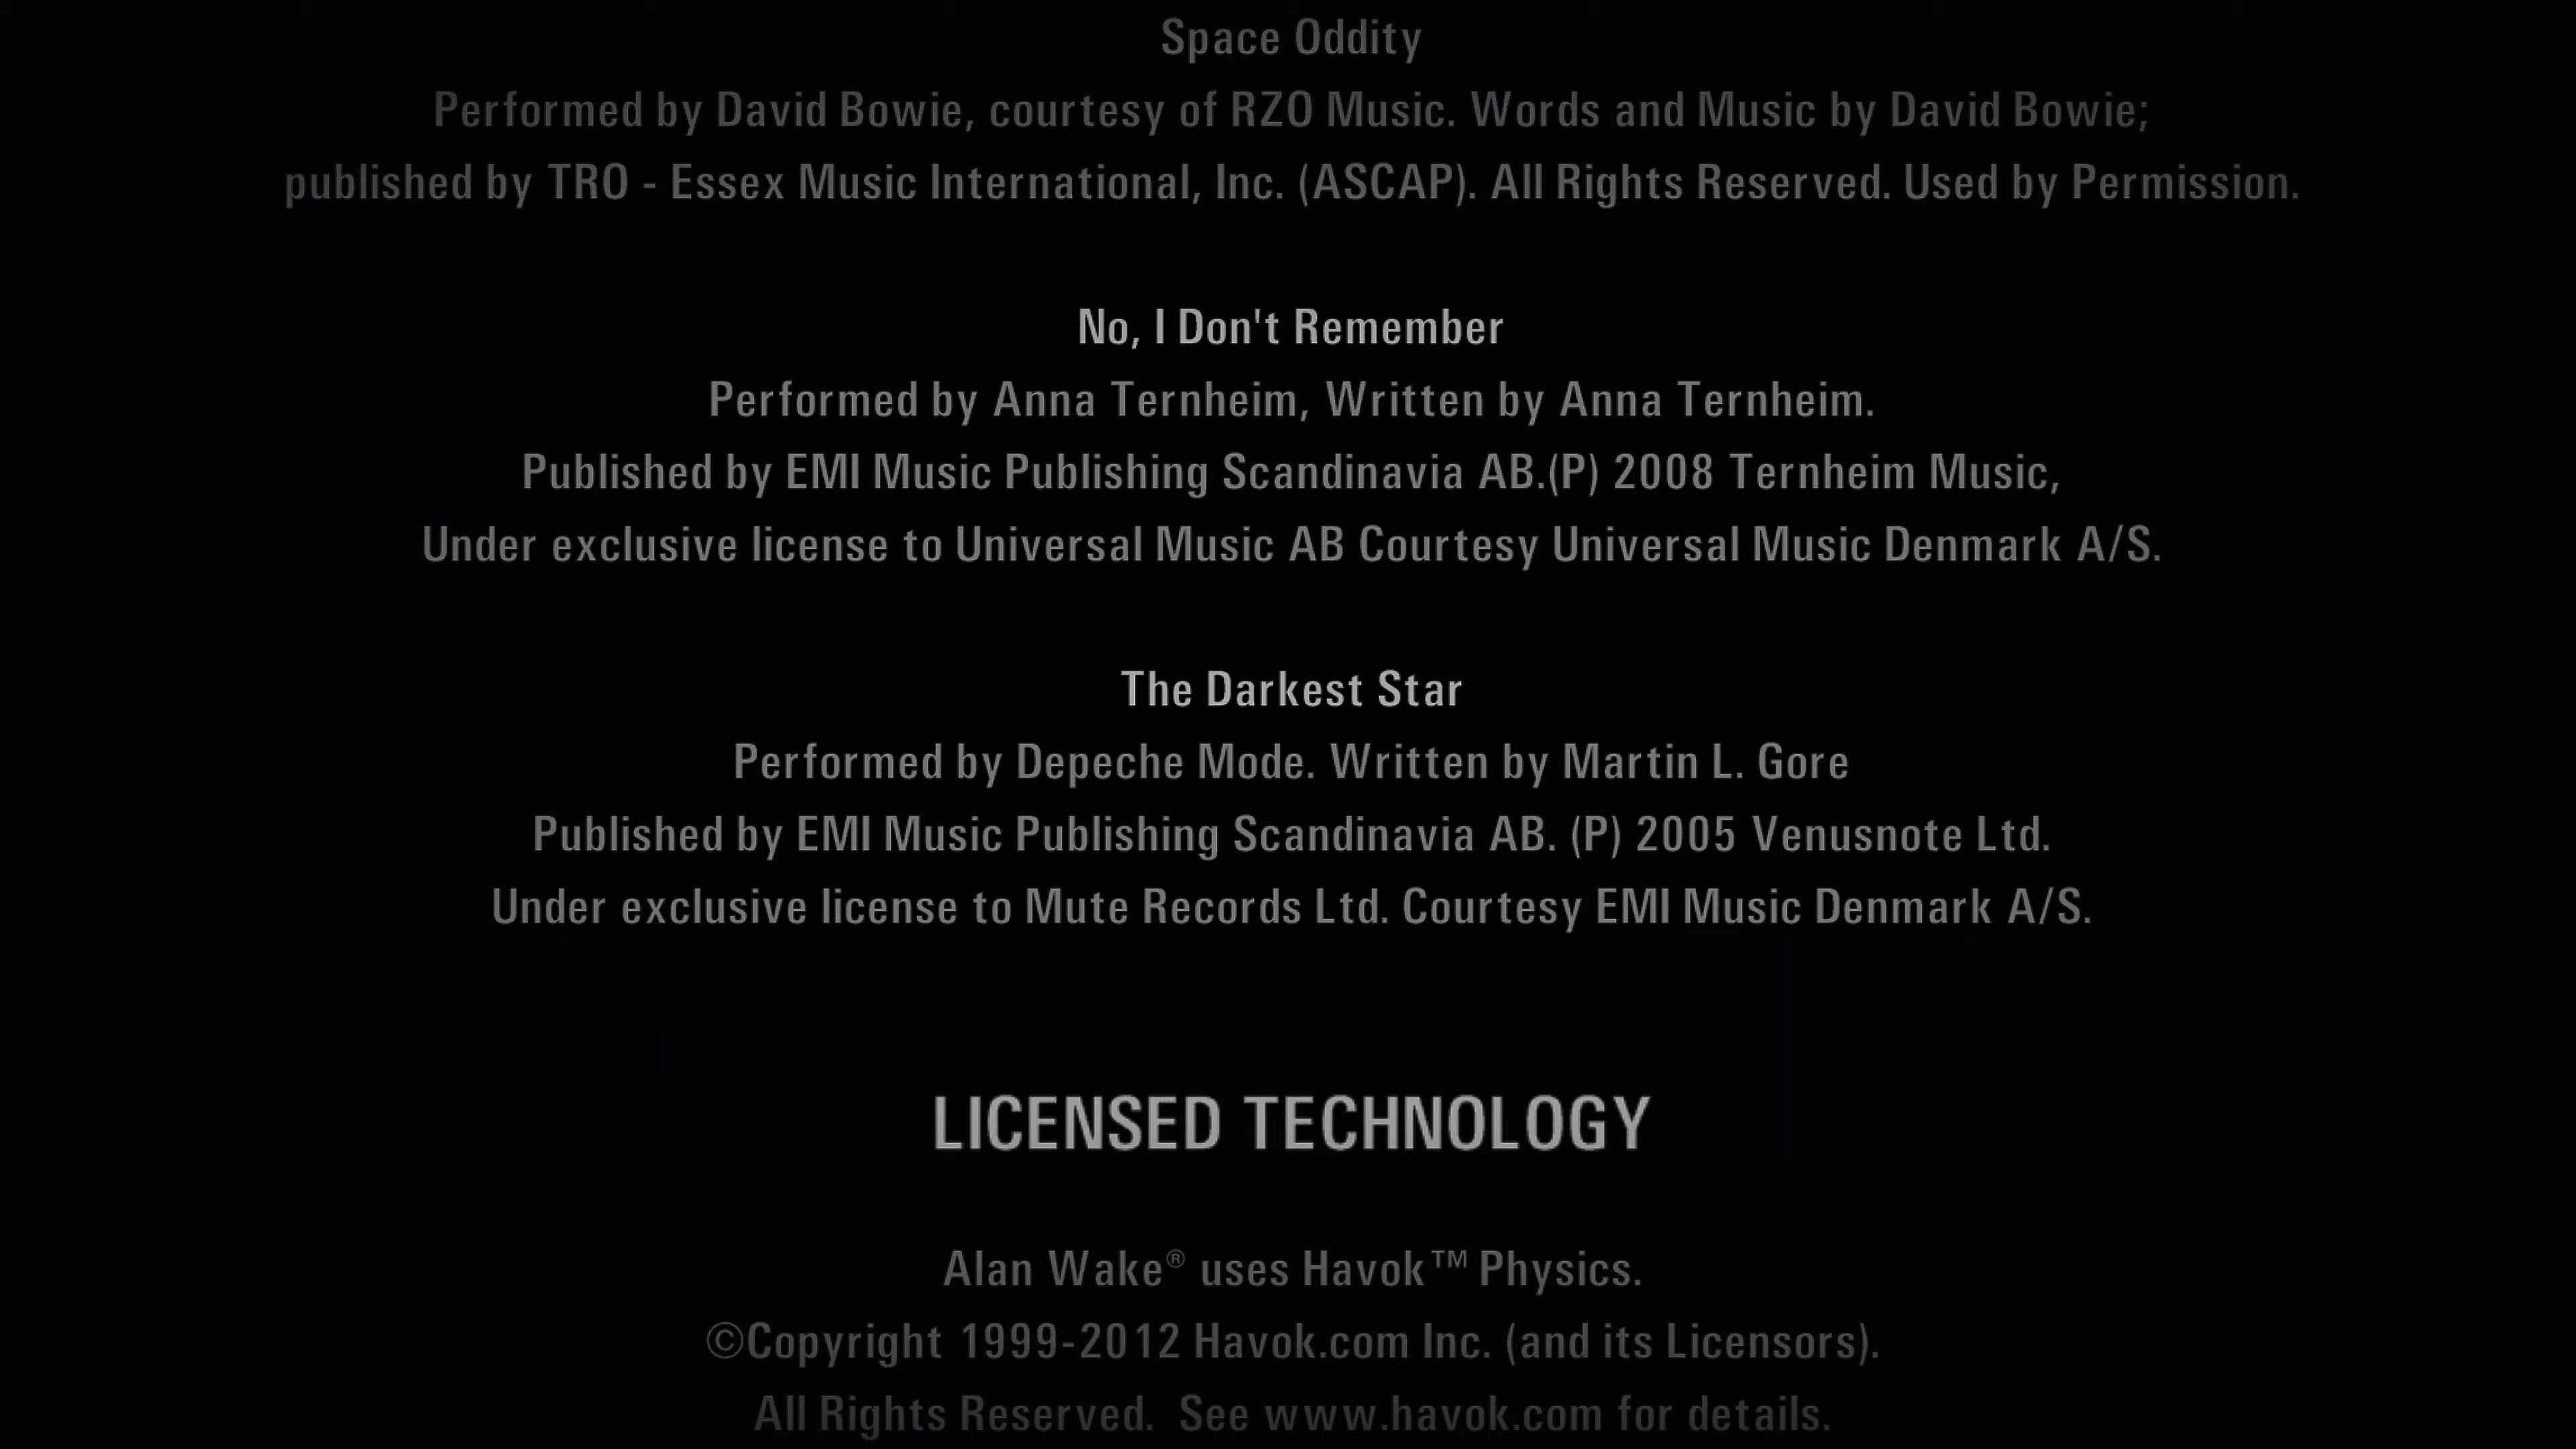 Space Oddity
Performed by David Bowie, courtesy of RZO Music. Words and Music by David Bowie;
published by TRO - Essex Music International, Inc. (ASCAP). All Rights Reserved. Used by Permission.
No, I Don't Remember
Performed by Anna Ternheim, Written by Anna Ternheim.
Published by EMI Music Publishing Scandinavia AB.(P) 2008 Ternheim Music,
Under exclusive license to Universal Music AB Courtesy Universal Music Denmark A/S.
The Darkest Star
Performed by Depeche Mode. Written by Martin L. Gore
Published by EMI Music Publishing Scandinavia AB. (P) 2005 Venusnote Ltd.
Under exclusive license to Mute Records Ltd. Courtesy EMI Music Denmark A/S.
LICENSED TECHNOLOGY
Alan Wake® uses Havok™ Physics.
©Copyright 1999-2012 Havok.com Inc. (and its Licensors).
All Rights Reserved. See www.havok.com for details.